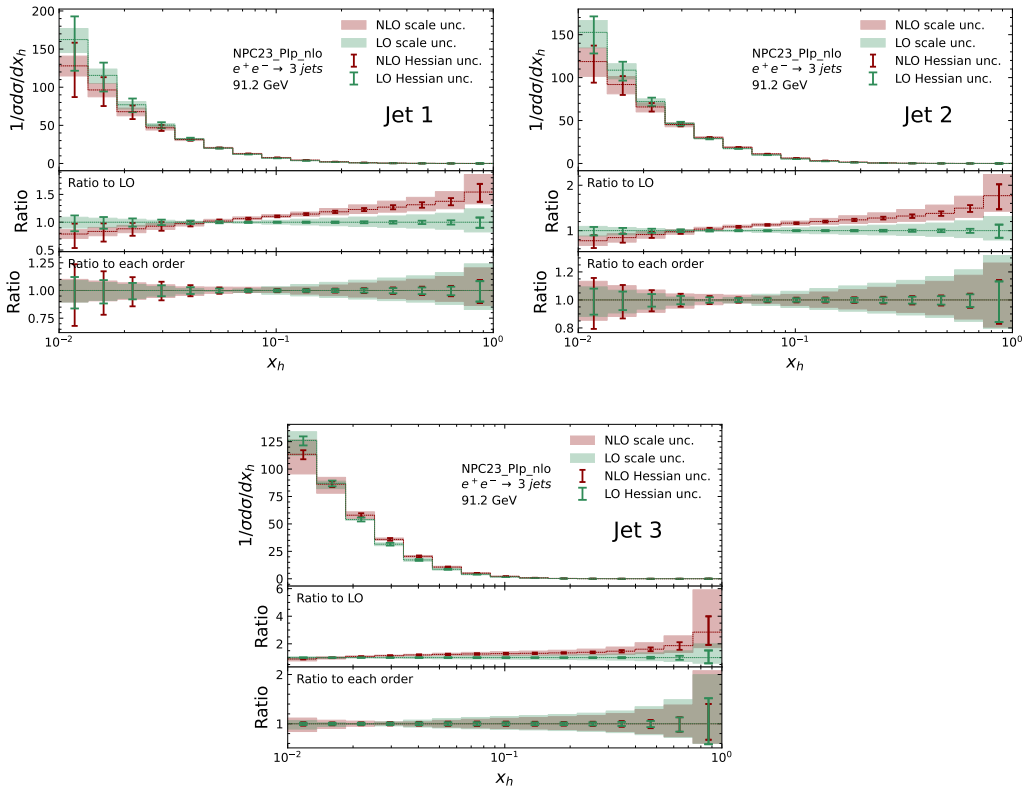 NLO scale unc.
LO scale unc.
NLO Hessian unc.
LO Hessian unc.
NPC23_PIp_nlo
e⁺e⁻ → 3 jets
91.2 GeV
Jet 1
1/σdσ/dx_h
200
150
100
50
0
Ratio to LO
Ratio
1.5
1.0
0.5
Ratio to each order
Ratio
1.25
1.00
0.75
10⁻² 10⁻¹ 10⁰
x_h
NLO scale unc.
LO scale unc.
NLO Hessian unc.
LO Hessian unc.
NPC23_PIp_nlo
e⁺e⁻ → 3 jets
91.2 GeV
Jet 2
1/σdσ/dx_h
150
100
50
0
Ratio to LO
Ratio
2
1
Ratio to each order
Ratio
1.2
1.0
0.8
10⁻² 10⁻¹ 10⁰
x_h
NLO scale unc.
LO scale unc.
NLO Hessian unc.
LO Hessian unc.
NPC23_PIp_nlo
e⁺e⁻ → 3 jets
91.2 GeV
Jet 3
1/σdσ/dx_h
125
100
75
50
25
0
Ratio to LO
Ratio
6
4
2
Ratio to each order
Ratio
2
1
10⁻² 10⁻¹ 10⁰
x_h